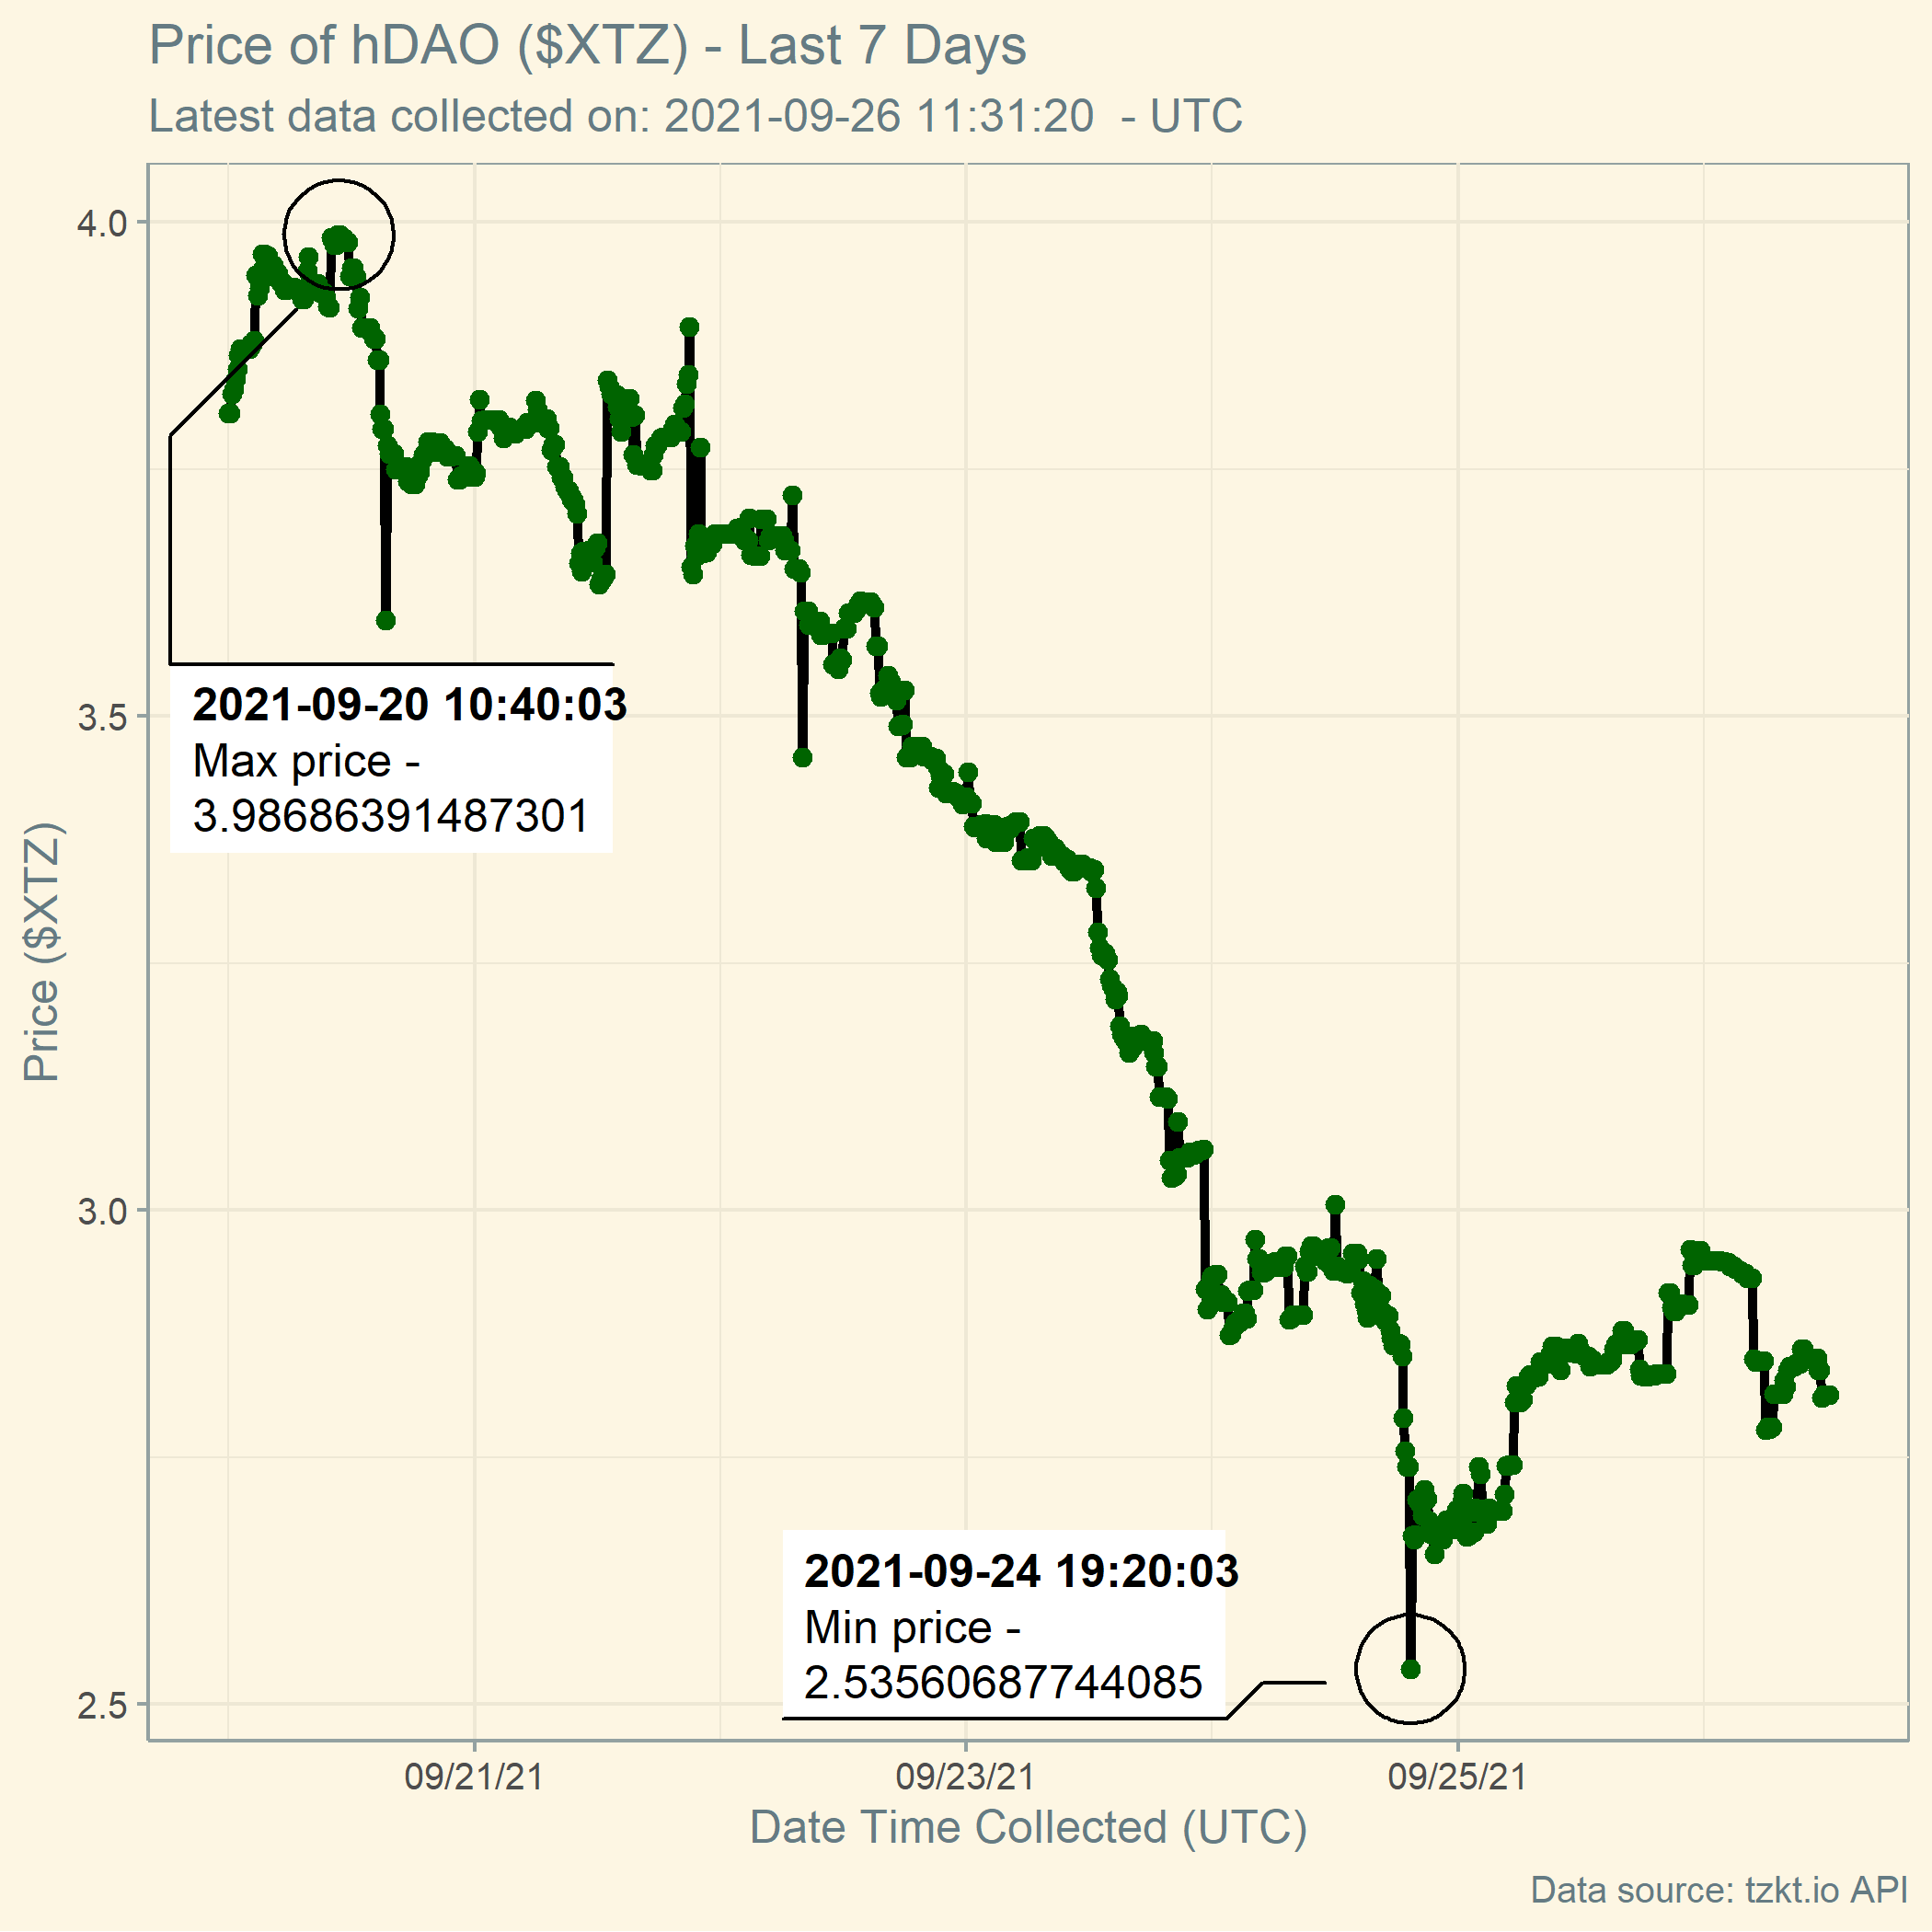 Price of hDAO ($XTZ) - Last 7 Days
Latest data collected on: 2021-09-26 11:31:20  - UTC
4.0
3.5
3.0
2.5
Price ($XTZ)
2021-09-20 10:40:03
Max price -
3.98686391487301
2021-09-24 19:20:03
Min price -
2.53560687744085
09/21/21
09/23/21
09/25/21
Date Time Collected (UTC)
Data source: tzkt.io API